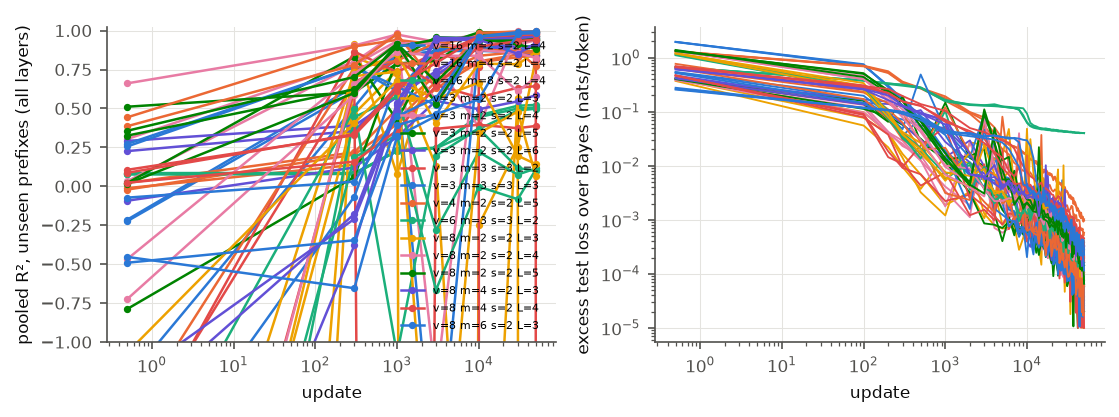 pooled R², unseen prefixes (all layers)
1.00
0.75
0.50
0.25
0.00
−0.25
−0.50
−0.75
−1.00
10⁰
10¹
10²
10³
10⁴
update
v=16 m=2 s=2 L=4
v=16 m=4 s=2 L=4
v=16 m=8 s=2 L=4
v=3 m=2 s=2 L=9
v=3 m=2 s=2 L=4
v=3 m=2 s=2 L=5
v=3 m=2 s=2 L=6
v=3 m=3 s=3 L=2
v=3 m=3 s=3 L=3
v=4 m=2 s=2 L=5
v=6 m=3 s=3 L=2
v=8 m=2 s=2 L=3
v=8 m=2 s=2 L=4
v=8 m=2 s=2 L=5
v=8 m=4 s=2 L=3
v=8 m=4 s=2 L=4
v=8 m=6 s=2 L=3
excess test loss over Bayes (nats/token)
10⁰
10⁻¹
10⁻²
10⁻³
10⁻⁴
10⁻⁵
10⁰
10¹
10²
10³
10⁴
update